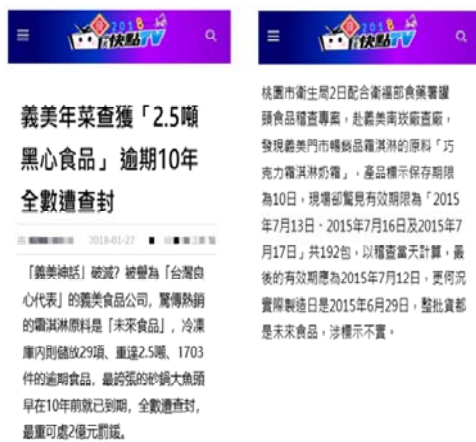 2018
快點TV
義美年菜查獲「2.5噸
黑心食品」逾期10年
全數遭查封
2018-01-27
「義美神話」破滅？被譽為「台灣良
心代表」的義美食品公司，驚傳熱銷
的霜淇淋原料是「未來食品」，冷凍
庫內則儲放29項、重達2.5噸、1703
件的逾期食品，最誇張的砂鍋大魚頭
早在10年前就已到期，全數遭查封，
最重可處2億元罰鍰。
2018
快點TV
桃園市衛生局2日配合衛福部食藥署罐
頭食品稽查專案，赴義美南崁廠查廠，
發現義美門市暢銷品霜淇淋的原料「巧
克力霜淇淋奶霜」，產品標示保存期限
為10日，現場卻驚見有效期限為「2015
年7月13日、2015年7月16日及2015年7
月17日」共192包，以稽查當天計算，最
後的有效期應為2015年7月12日，更何況
實際製造日是2015年6月29日，整批貨都
是未來食品，涉標示不實。